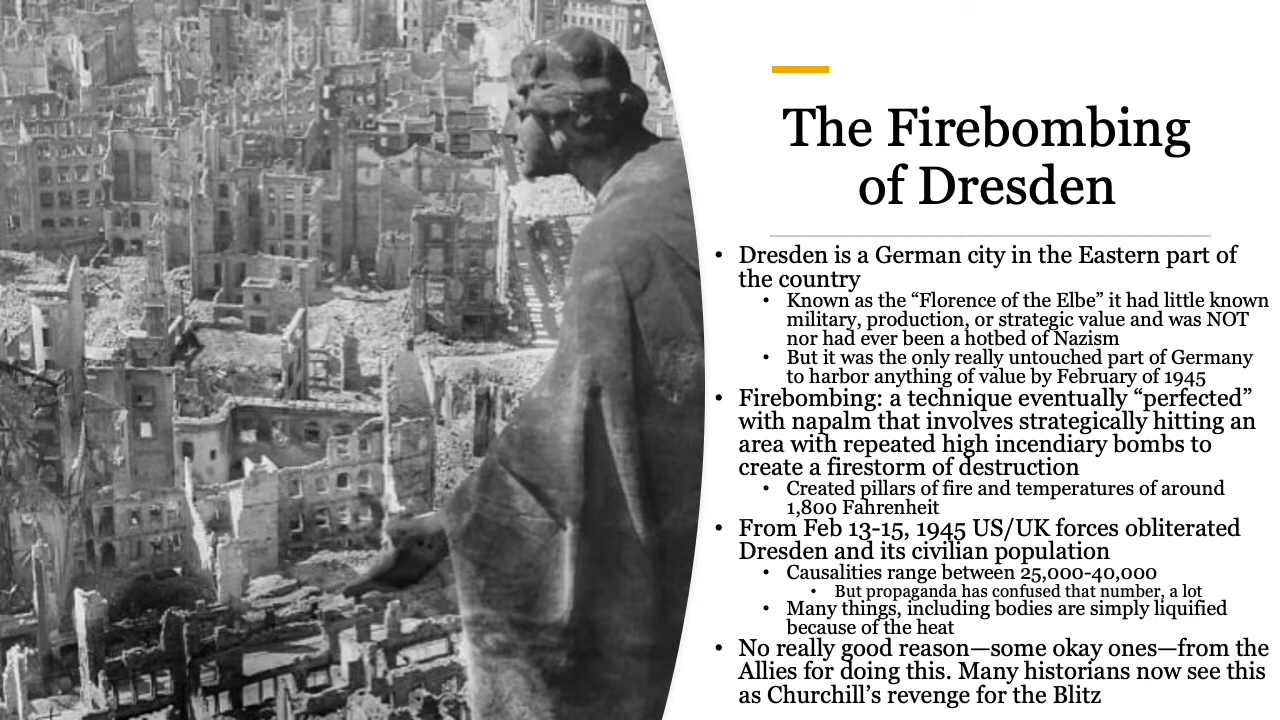 The Firebombing
of Dresden
• Dresden is a German city in the Eastern part of
the country
• Known as the “Florence of the Elbe” it had little known
military, production, or strategic value and was NOT
nor had ever been a hotbed of Nazism
• But it was the only really untouched part of Germany
to harbor anything of value by February of 1945
• Firebombing: a technique eventually “perfected”
with napalm that involves strategically hitting an
area with repeated high incendiary bombs to
create a firestorm of destruction
• Created pillars of fire and temperatures of around
1,800 Fahrenheit
• From Feb 13-15, 1945 US/UK forces obliterated
Dresden and its civilian population
• Causalities range between 25,000-40,000
• But propaganda has confused that number, a lot
• Many things, including bodies are simply liquified
because of the heat
• No really good reason—some okay ones—from the
Allies for doing this. Many historians now see this
as Churchill’s revenge for the Blitz